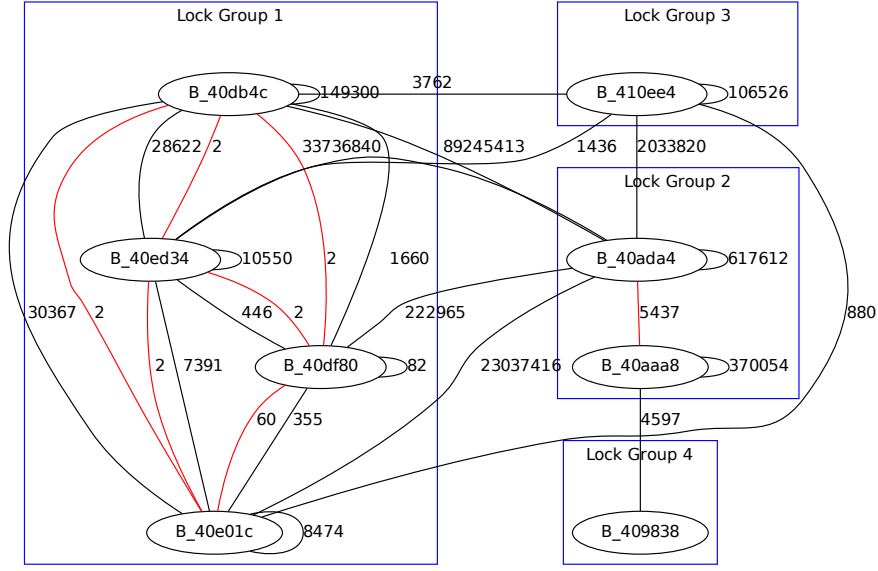 Lock Group 1
Lock Group 3
B_40db4c
149300
3762
B_410ee4
106526
28622
2
33736840
89245413
1436
2033820
Lock Group 2
B_40ed34
10550
2
1660
B_40ada4
617612
30367
2
446
2
222965
5437
880
2
7391
B_40df80
82
23037416
B_40aaa8
370054
60
355
4597
Lock Group 4
B_40e01c
8474
B_409838